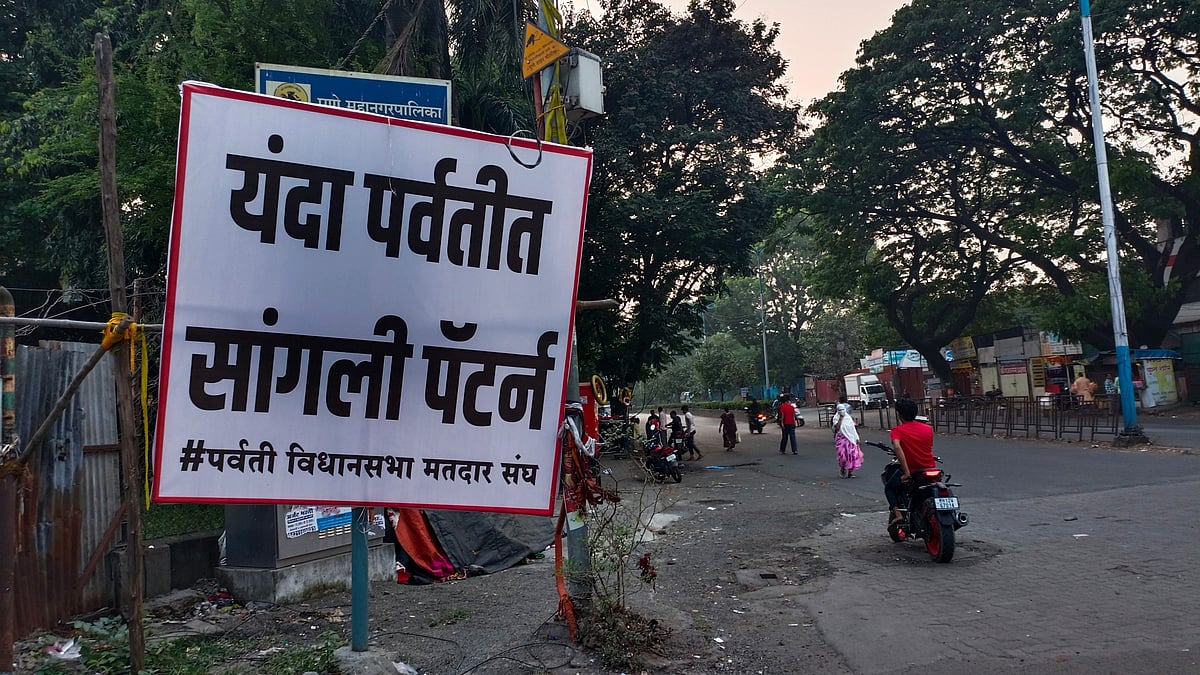 पुणे महानगरपालिका
यंदा पर्वतीत
सांगली पॅटर्न
#पर्वती विधानसभा मतदार संघ